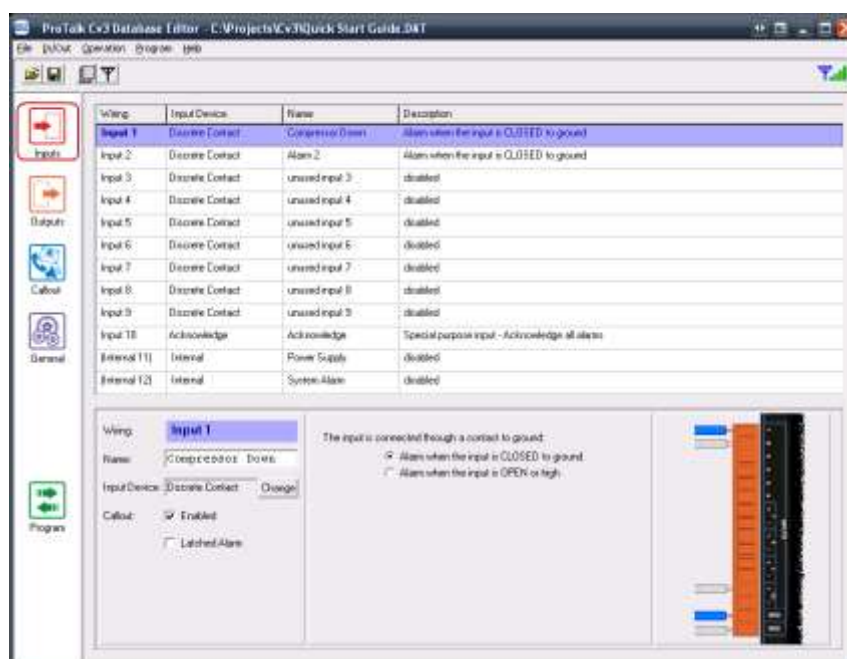 ProTalk Cv3 Database Editor - C:\Projects\Cv3\Quick Start Guide.DAT
File In/Out Operation Program Help
Inputs
Outputs
Callout
General
Program
Wiring Input Device Name Description
Input 1 Discrete Contact Compressor Down Alarm when the input is CLOSED to ground
Input 2 Discrete Contact Alarm 2 Alarm when the input is CLOSED to ground
Input 3 Discrete Contact unused input 3 disabled
Input 4 Discrete Contact unused input 4 disabled
Input 5 Discrete Contact unused input 5 disabled
Input 6 Discrete Contact unused input 6 disabled
Input 7 Discrete Contact unused input 7 disabled
Input 8 Discrete Contact unused input 8 disabled
Input 9 Discrete Contact unused input 9 disabled
Input 10 Acknowledge Acknowledge Special purpose input - Acknowledge all alarms
(Internal 11) Internal Power Supply disabled
(Internal 12) Internal System Alarm disabled
Wiring: Input 1
Name: Compressor Down
Input Device: Discrete Contact Change
Callout: Enabled
Latched Alarm
The input is connected through a contact to ground:
Alarm when the input is CLOSED to ground
Alarm when the input is OPEN or high